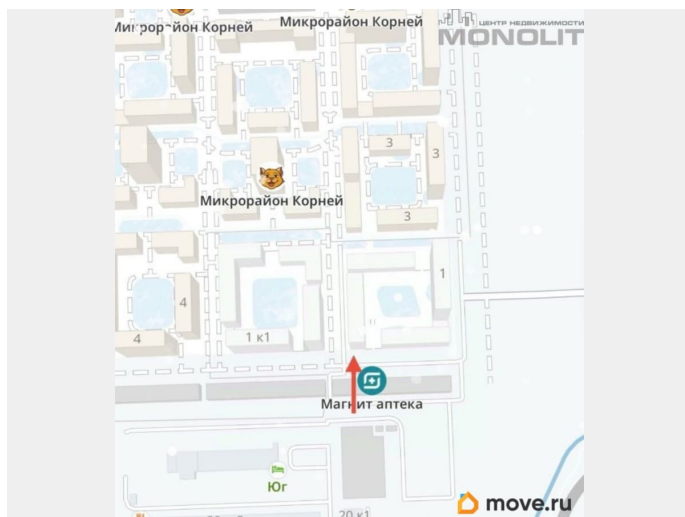 Микрорайон Корней
Микрорайон Корней
ЦЕНТР НЕДВИЖИМОСТИ
MONOLIT
3
3
Микрорайон Корней
3
1
4
4
1 к1
Магнит аптека
Юг
20 к1
move.ru